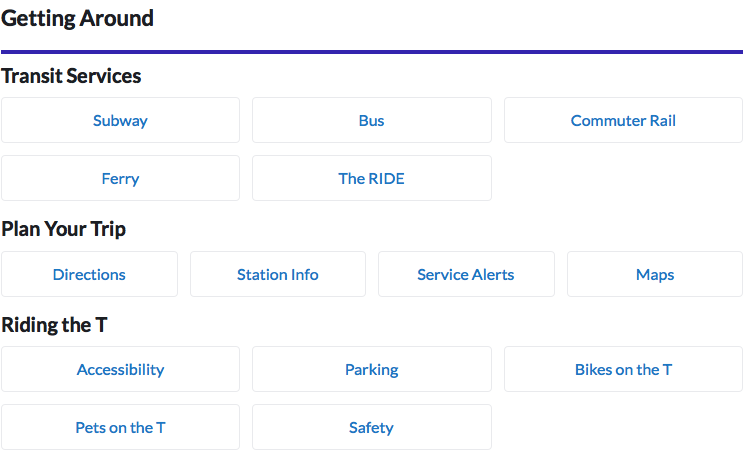 Getting Around
Transit Services
Subway
Bus
Commuter Rail
Ferry
The RIDE
Plan Your Trip
Directions
Station Info
Service Alerts
Maps
Riding the T
Accessibility
Parking
Bikes on the T
Pets on the T
Safety